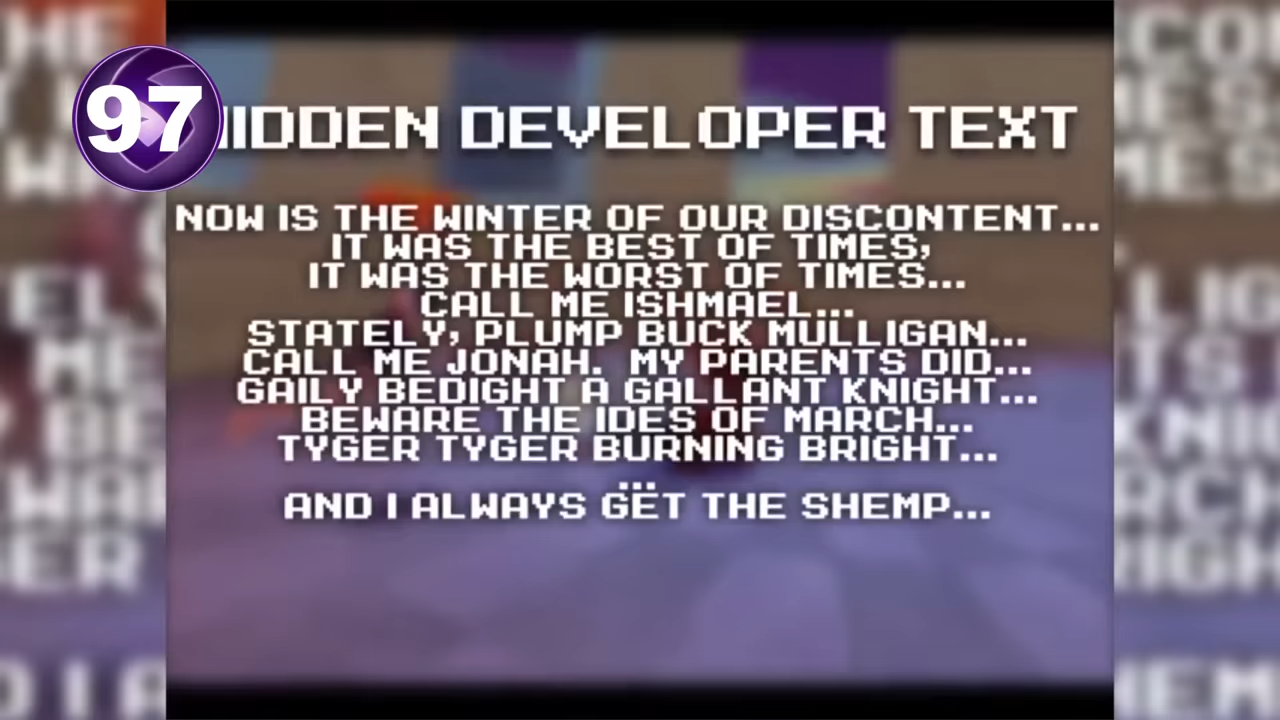 97
HIDDEN DEVELOPER TEXT
NOW IS THE WINTER OF OUR DISCONTENT...
IT WAS THE BEST OF TIMES,
IT WAS THE WORST OF TIMES...
CALL ME ISHMAEL...
STATELY, PLUMP BUCK MULLIGAN...
CALL ME JONAH. MY PARENTS DID...
GAILY BEDIGHT A GALLANT KNIGHT...
BEWARE THE IDES OF MARCH...
TYGER TYGER BURNING BRIGHT...
...
AND I ALWAYS GET THE SHEMP...